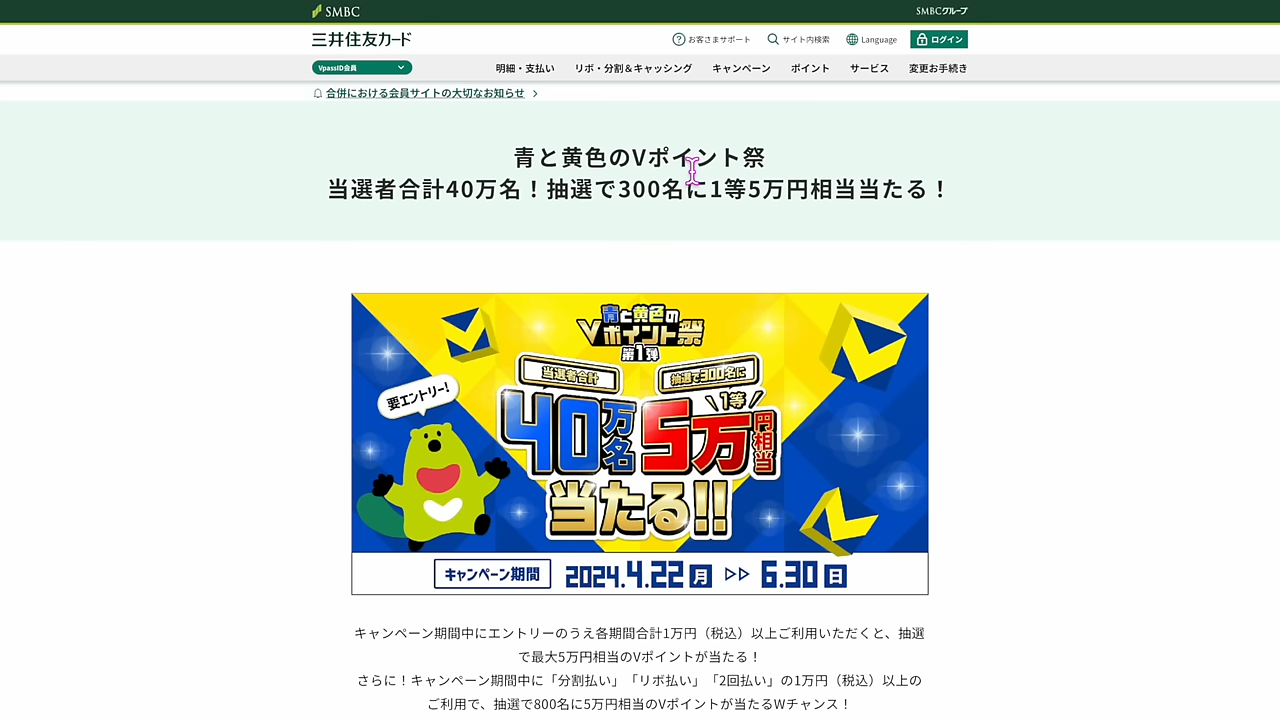 SMBC
SMBCグループ
三井住友カード
お客さまサポート
サイト内検索
Language
ログイン
VpassID会員
明細・支払い
リボ・分割＆キャッシング
キャンペーン
ポイント
サービス
変更お手続き
合併における会員サイトの大切なお知らせ
青と黄色のVポイント祭
当選者合計40万名！抽選で300名に1等5万円相当当たる！
青と黄色の
Vポイント祭
第1弾
当選者合計
抽選で300名に
要エントリー!
40万名
1等
5万円相当
当たる!!
キャンペーン期間
2024.4.22月 ▷▷ 6.30日
キャンペーン期間中にエントリーのうえ各期間合計1万円（税込）以上ご利用いただくと、抽選
で最大5万円相当のVポイントが当たる！
さらに！キャンペーン期間中に「分割払い」「リボ払い」「2回払い」の1万円（税込）以上の
ご利用で、抽選で800名に5万円相当のVポイントが当たるWチャンス！